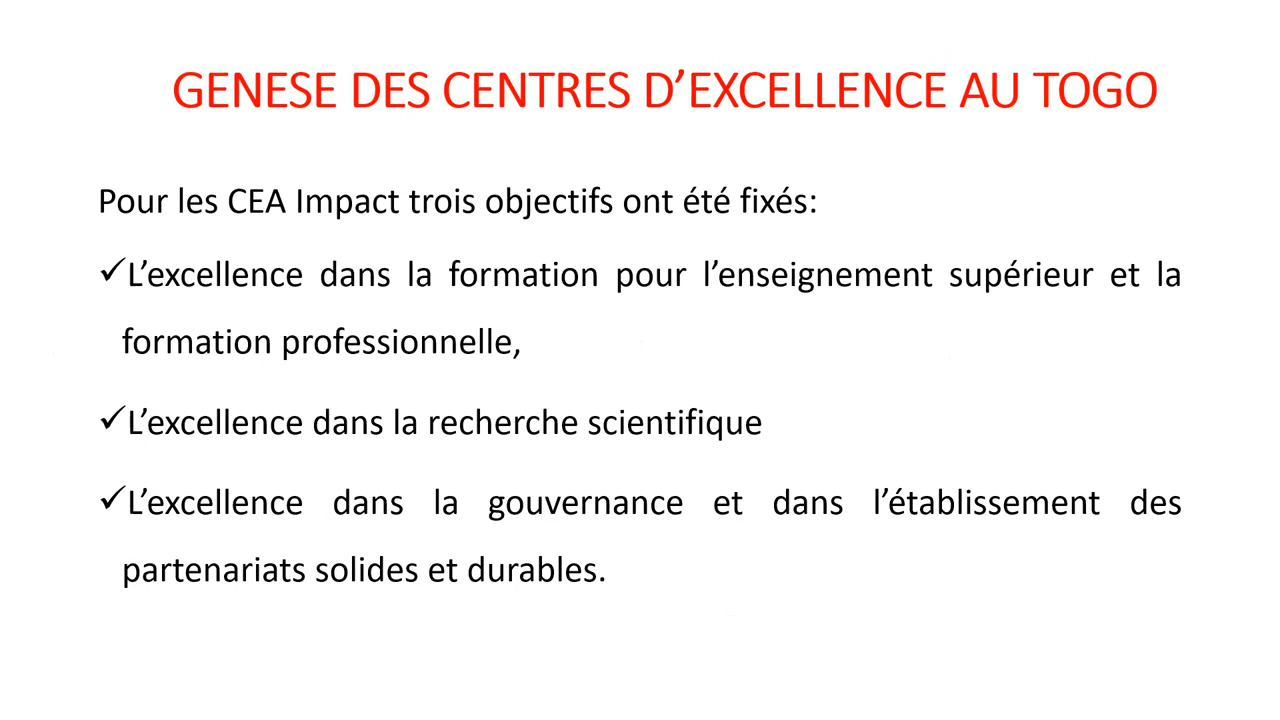 GENESE DES CENTRES D’EXCELLENCE AU TOGO
Pour les CEA Impact trois objectifs ont été fixés:
✓L’excellence dans la formation pour l’enseignement supérieur et la
formation professionnelle,
✓L’excellence dans la recherche scientifique
✓L’excellence dans la gouvernance et dans l’établissement des
partenariats solides et durables.